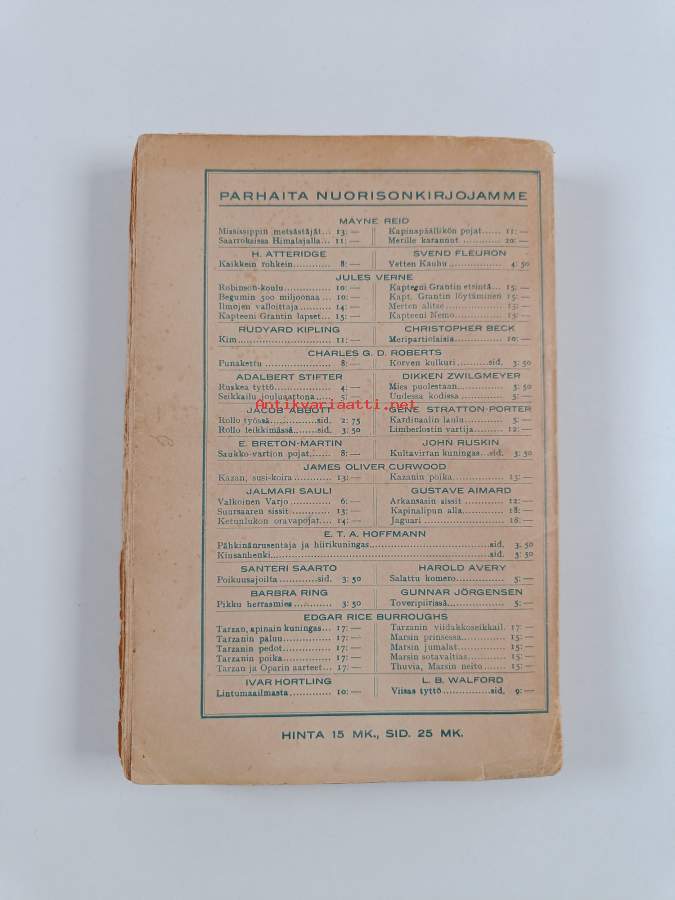 PARHAITA NUORISONKIRJOJAMME
MAYNE REID
Mississippin metsästäjät... 13: —
Saarroksissa Himalajalla... 11: —
Kapinapäällikön pojat...... 11: —
Merille karannut ............ 20: —
H. ATTERIDGE
Kaikkein rohkein............ 8: —
SVEND FLEURON
Vetten Kauhu ............... 4: 50
JULES VERNE
Robinson-koulu ............ 10: —
Begumin 500 miljoonaa ... 10: —
Ilmojen valloittaja ......... 14: —
Kapteeni Grantin lapset... 15: —
Kapteeni Grantin etsintä... 15: —
Kapt. Grantin löytäminen 15: —
Merten alitse ............... 15: —
Kapteeni Nemo ............ 15: —
RUDYARD KIPLING
Kim ........................... 11: —
CHRISTOPHER BECK
Meripartiolaisia ............ 10: —
CHARLES G. D. ROBERTS
Punakettu .................. 8: —
Korven kulkuri ......sid. 3: 50
ADALBERT STIFTER
Ruskea tyttö ............... 4: —
Seikkailu jouluaattona ...... 5: —
DIKKEN ZWILGMEYER
Mies puolestaan ............ 3: 50
Uudessa kodissa ............ 5: —
Antikvariaatti.net
JACOB ABBOTT
Rollo työssä............sid. 2: 75
Rollo leikkimässä......sid. 3: 50
GENE STRATTON-PORTER
Kardinaalin laulu ......... 5: —
Limberlostin vartija ...... 12: —
E. BRETON-MARTIN
Saukko-vartion pojat....... 8: —
JOHN RUSKIN
Kultavirran kuningas...sid. 3: 50
JAMES OLIVER CURWOOD
Kazan, susi-koira ......... 13: —
Kazanin poika ............ 13: —
JALMARI SAULI
Valkoinen Varjo ............ 6: —
Suursaaren sissit ......... 13: —
Ketunlukon oravapojat.... 14: —
GUSTAVE AIMARD
Arkansasin sissit ......... 12: —
Kapinalipun alla............ 18: —
Jaguari ..................... 16: —
E. T. A. HOFFMANN
Pähkinänrusentaja ja hiirikuningas.....................sid. 3: 50
Kiusanhenki............................................sid. 3: 50
SANTERI SAARTO
Poikuusajoilta ............sid. 3: 50
HAROLD AVERY
Salattu komero ............ 5: —
BARBRA RING
Pikku herrasmies ......... 3: 50
GUNNAR JÖRGENSEN
Toveripiirissä............... 5: —
EDGAR RICE BURROUGHS
Tarzan, apinain kuningas... 17: —
Tarzanin paluu ............ 17: —
Tarzanin pedot ............ 17: —
Tarzanin poika ............ 17: —
Tarzan ja Oparin aarteet... 17: —
Tarzanin viidakkoseikkail. 17: —
Marsin prinsessa ......... 15: —
Marsin jumalat ............ 15: —
Marsin sotavaltias ......... 15: —
Thuvia, Marsin neito ...... 15: —
IVAR HORTLING
Lintumaailmasta ............ 10: —
L. B. WALFORD
Viisas tyttö ............sid. 9: —
HINTA 15 MK., SID. 25 MK.